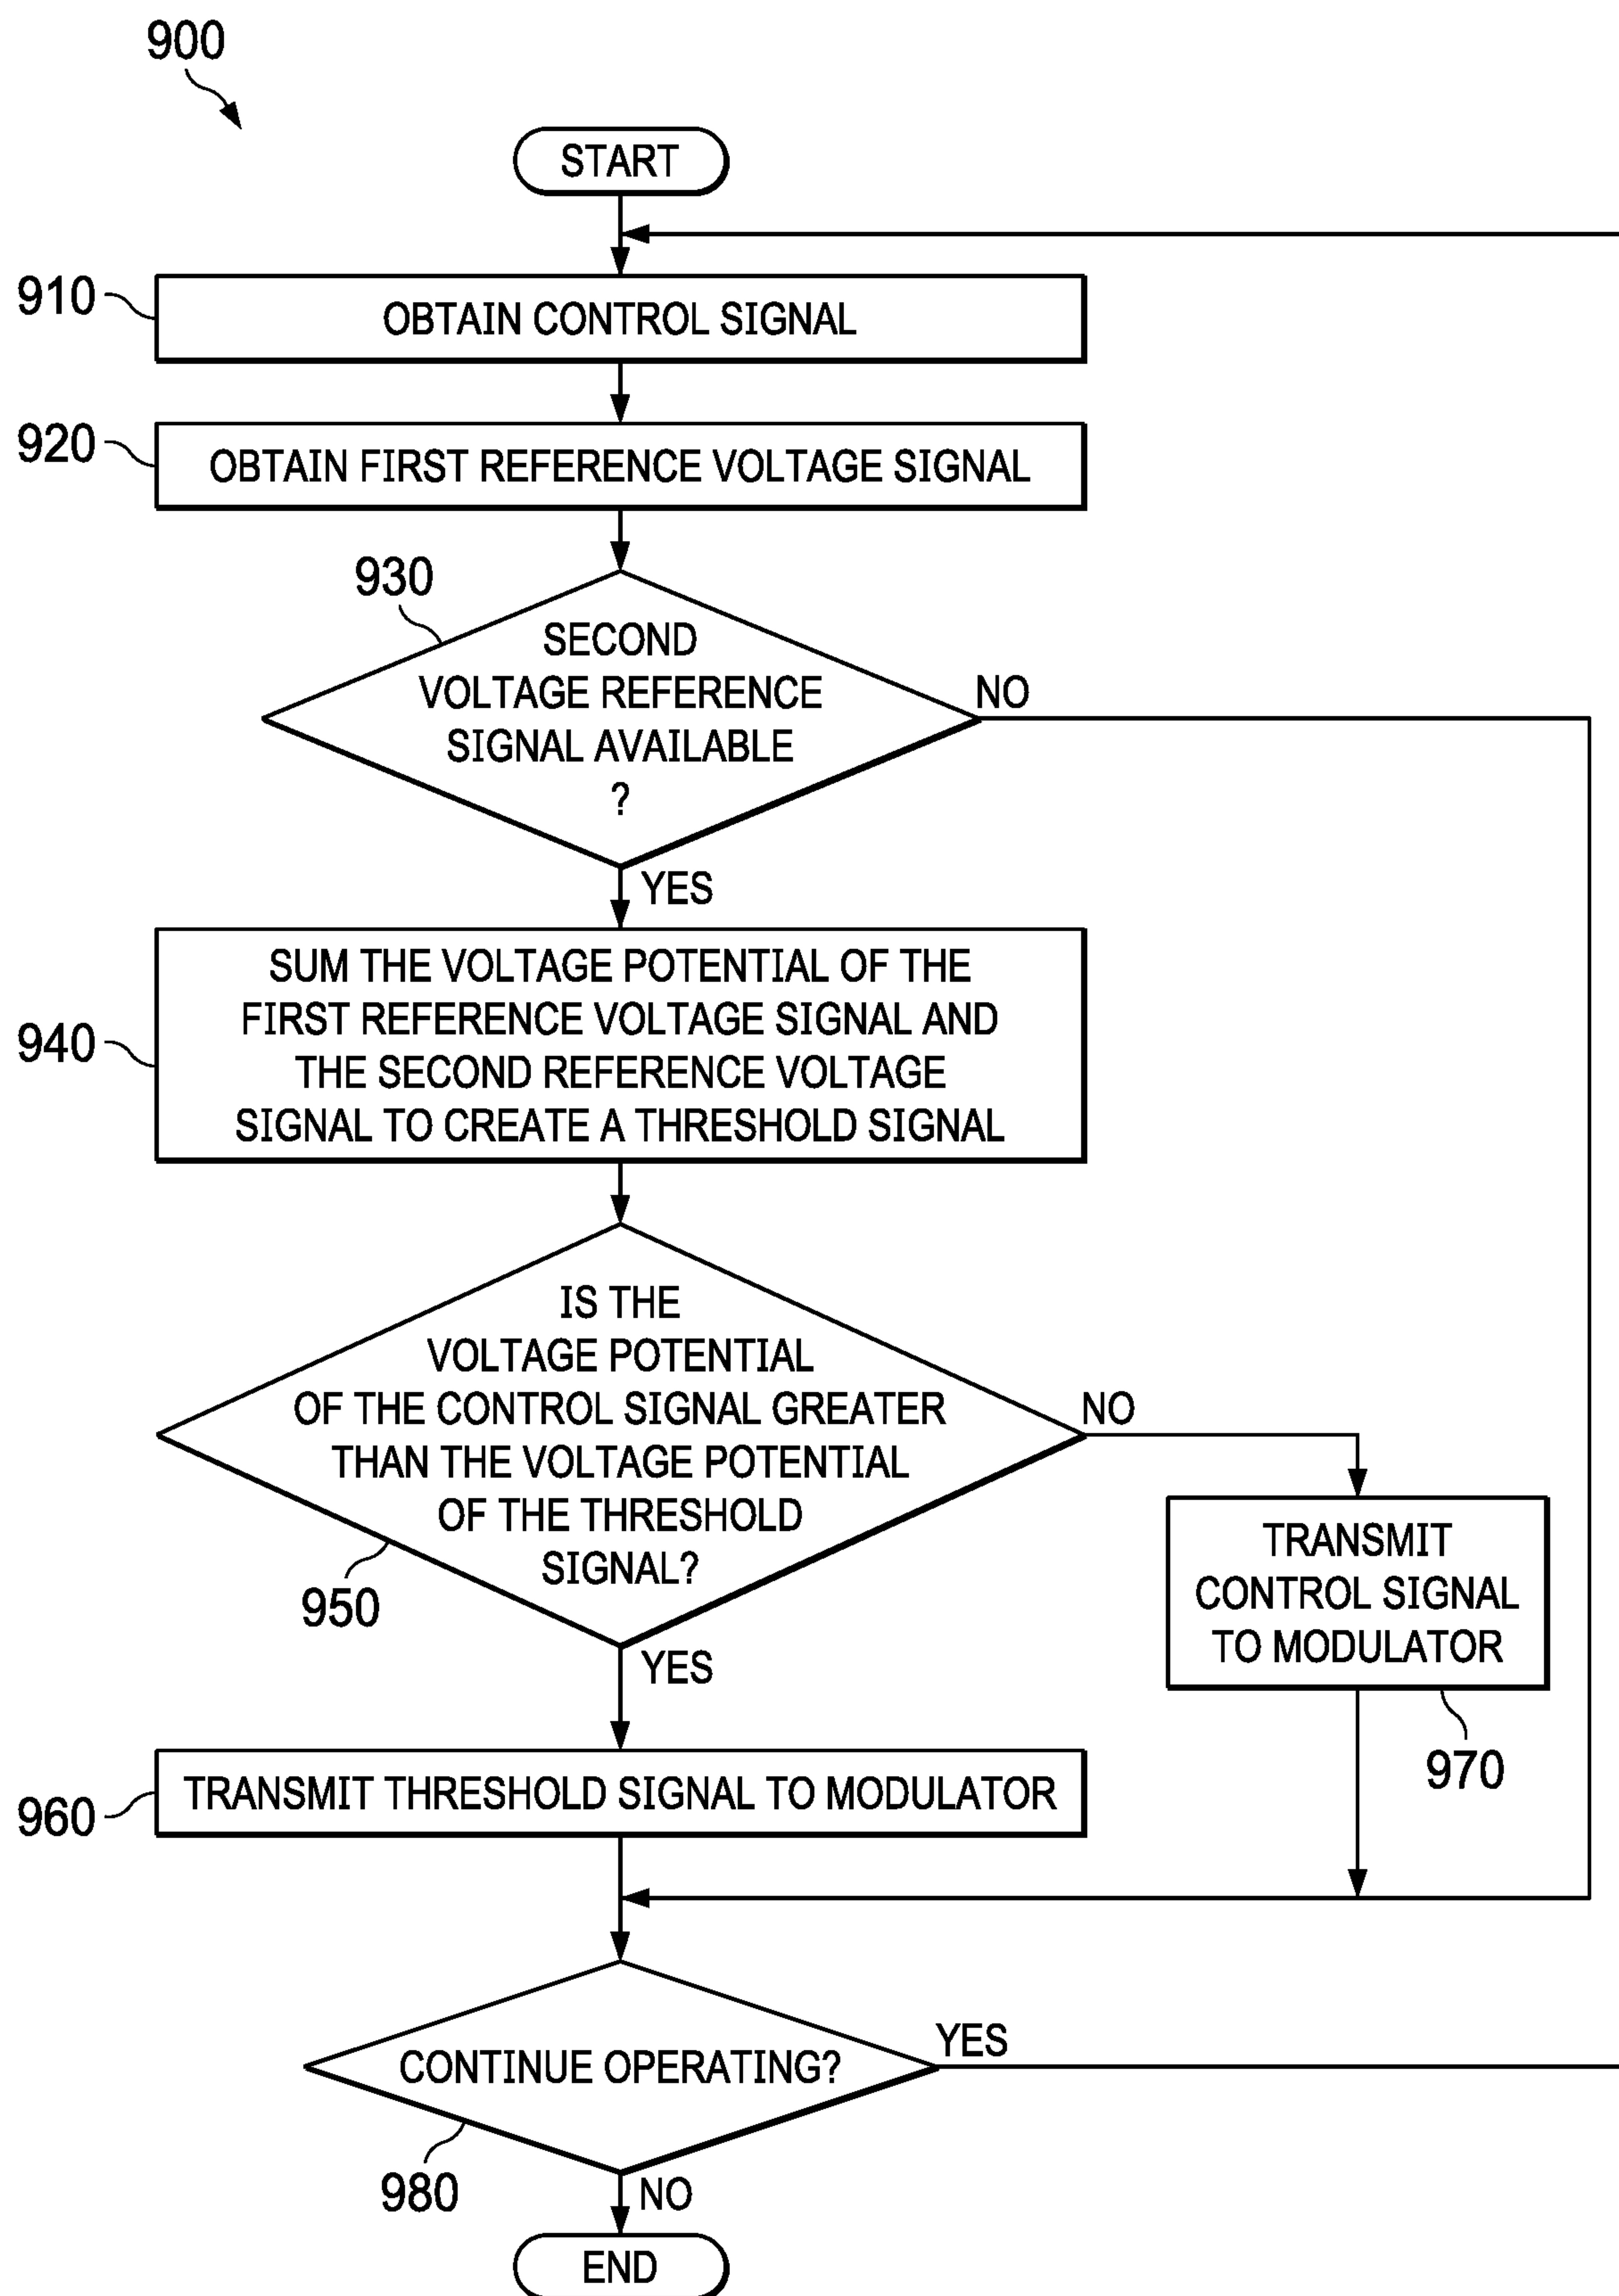 900
START
910
OBTAIN CONTROL SIGNAL
920
OBTAIN FIRST REFERENCE VOLTAGE SIGNAL
930
SECOND
VOLTAGE REFERENCE
SIGNAL AVAILABLE
?
NO
YES
940
SUM THE VOLTAGE POTENTIAL OF THE
FIRST REFERENCE VOLTAGE SIGNAL AND
THE SECOND REFERENCE VOLTAGE
SIGNAL TO CREATE A THRESHOLD SIGNAL
IS THE
VOLTAGE POTENTIAL
OF THE CONTROL SIGNAL GREATER
THAN THE VOLTAGE POTENTIAL
OF THE THRESHOLD
SIGNAL?
950
NO
YES
TRANSMIT
CONTROL SIGNAL
TO MODULATOR
970
960
TRANSMIT THRESHOLD SIGNAL TO MODULATOR
CONTINUE OPERATING?
YES
980
NO
END